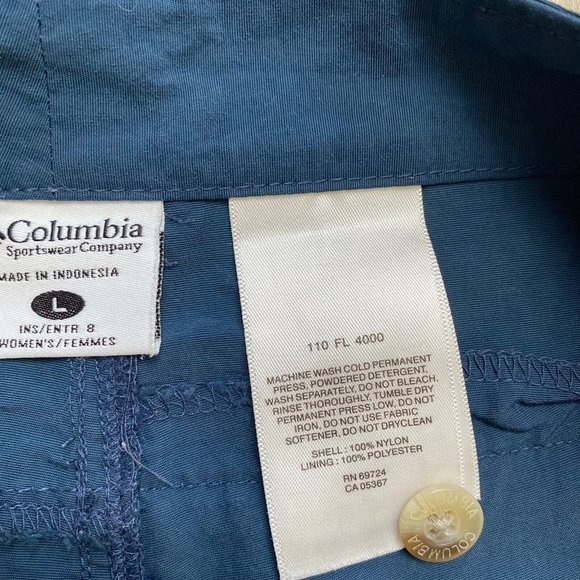 Columbia
Sportswear Company
MADE IN INDONESIA
L
INS/ENTR 8
WOMEN'S/FEMMES
110 FL 4000
MACHINE WASH COLD PERMANENT
PRESS, POWDERED DETERGENT.
WASH SEPARATELY. DO NOT BLEACH.
RINSE THOROUGHLY. TUMBLE DRY
PERMANENT PRESS LOW. DO NOT
IRON. DO NOT USE FABRIC
SOFTENER. DO NOT DRYCLEAN
SHELL : 100% NYLON
LINING : 100% POLYESTER
RN 69724
CA 05367
COLUMBIA
COLUMBIA